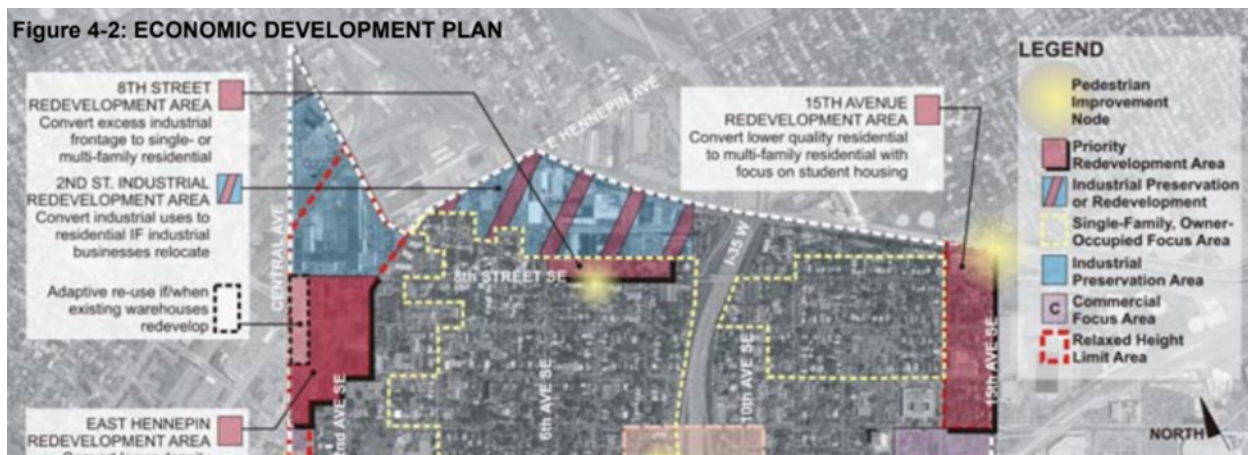 Figure 4-2: ECONOMIC DEVELOPMENT PLAN
8TH STREET
REDEVELOPMENT AREA
Convert excess industrial
frontage to single- or
multi-family residential
2ND ST. INDUSTRIAL
REDEVELOPMENT AREA
Convert industrial uses to
residential IF industrial
businesses relocate
Adaptive re-use if/when
existing warehouses
redevelop
EAST HENNEPIN
REDEVELOPMENT AREA
CENTRAL AVE
E HENNEPIN AVE
8th STREET SE
2nd AVE SE
6th AVE SE
I-35 W
10th AVE SE
15th AVE SE
15TH AVENUE
REDEVELOPMENT AREA
Convert lower quality residential
to multi-family residential with
focus on student housing
LEGEND
Pedestrian
Improvement
Node
Priority
Redevelopment Area
Industrial Preservation
or Redevelopment
Single-Family, Owner-
Occupied Focus Area
Industrial
Preservation Area
C
Commercial
Focus Area
Relaxed Height
Limit Area
NORTH